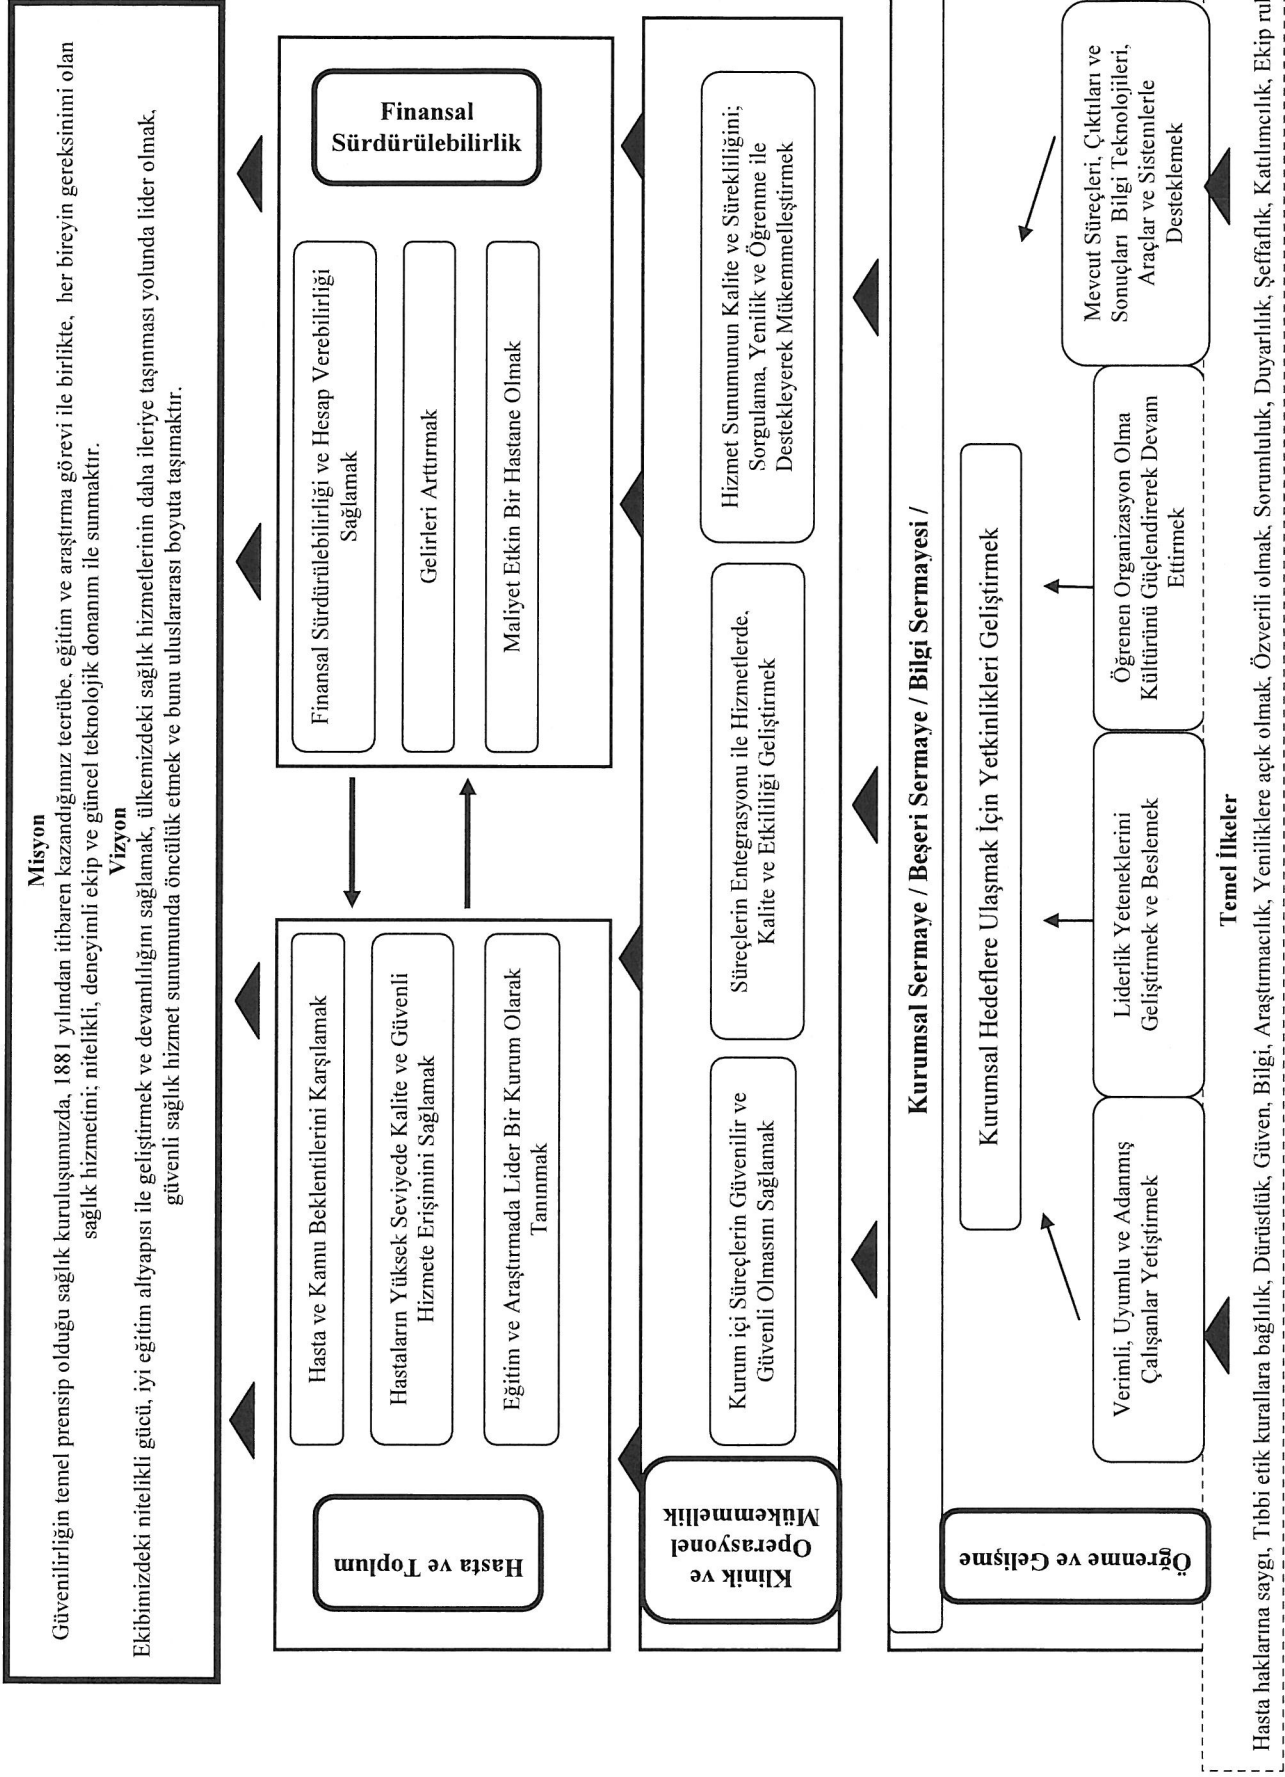 Misyon
Güvenilirliğin temel prensip olduğu sağlık kuruluşunuzda, 1881 yılından itibaren kazandığımız tecrübe, eğitim ve araştırma görevi ile birlikte, her bireyin gereksinimi olan
sağlık hizmetini; nitelikli, deneyimli ekip ve güncel teknolojik donanım ile sunmaktır.
Vizyon
Ekibimizdeki nitelikli gücü, iyi eğitim altyapısı ile geliştirmek ve devamlılığını sağlamak, ülkemizdeki sağlık hizmetlerinin daha ileriye taşınması yolunda lider olmak,
güvenli sağlık hizmet sunumunda öncülük etmek ve bunu uluslararası boyuta taşımaktır.
Hasta ve Toplum
Hasta ve Kamu Beklentilerini Karşılamak
Hastaların Yüksek Seviyede Kalite ve Güvenli
Hizmete Erişimini Sağlamak
Eğitim ve Araştırmada Lider Bir Kurum Olarak
Tanınmak
Finansal Sürdürülebilirliği ve Hesap Verebilirliği
Sağlamak
Gelirleri Arttırmak
Maliyet Etkin Bir Hastane Olmak
Finansal
Sürdürülebilirlik
Klinik ve
Operasyonel
Mükemmellik
Kurum içi Süreçlerin Güvenilir ve
Güvenli Olmasını Sağlamak
Süreçlerin Entegrasyonu ile Hizmetlerde,
Kalite ve Etkililiği Geliştirmek
Hizmet Sunumunun Kalite ve Sürekliliğini;
Sorgulama, Yenilik ve Öğrenme ile
Destekleyerek Mükemmelleştirmek
Kurumsal Sermaye / Beşeri Sermaye / Bilgi Sermayesi /
Öğrenme ve Gelişme
Kurumsal Hedeflere Ulaşmak İçin Yetkinlikleri Geliştirmek
Verimli, Uyumlu ve Adanmış
Çalışanlar Yetiştirmek
Liderlik Yeteneklerini
Geliştirmek ve Beslemek
Öğrenen Organizasyon Olma
Kültürünü Güçlendirerek Devam
Ettirmek
Mevcut Süreçleri, Çıktıları ve
Sonuçları Bilgi Teknolojileri,
Araçlar ve Sistemlerle
Desteklemek
Temel İlkeler
Hasta haklarına saygı, Tıbbi etik kurallara bağlılık, Dürüstlük, Güven, Bilgi, Araştırmacılık, Yeniliklere açık olmak, Özverili olmak, Sorumluluk, Duyarlılık, Şeffaflık, Katılımcılık, Ekip